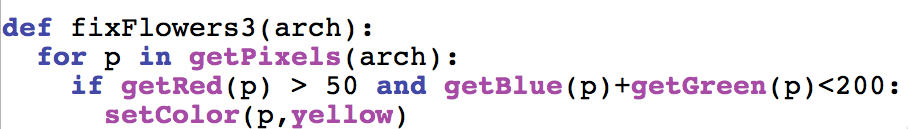 def fixFlowers3(arch):
  for p in getPixels(arch):
    if getRed(p) > 50 and getBlue(p)+getGreen(p)<200:
      setColor(p,yellow)